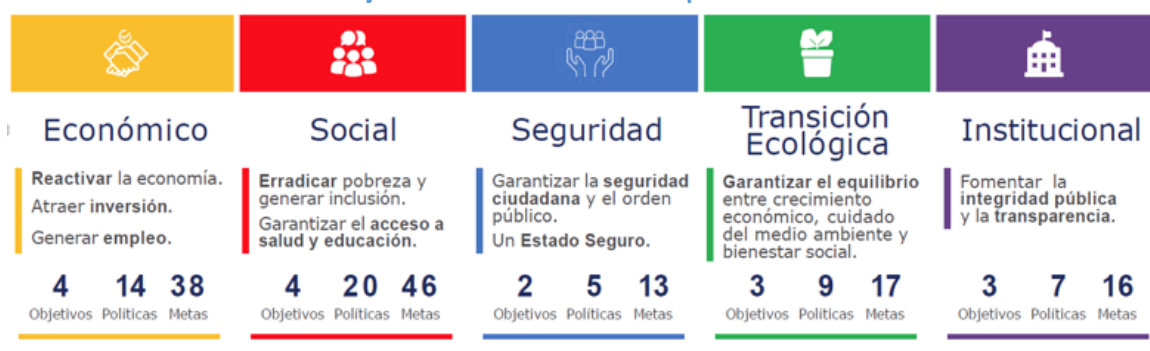 Económico
Reactivar la economía.
Atraer inversión.
Generar empleo.
4 14 38
Objetivos Políticas Metas
Social
Erradicar pobreza y
generar inclusión.
Garantizar el acceso a
salud y educación.
4 20 46
Objetivos Políticas Metas
Seguridad
Garantizar la seguridad
ciudadana y el orden
público.
Un Estado Seguro.
2 5 13
Objetivos Políticas Metas
Transición
Ecológica
Garantizar el equilibrio
entre crecimiento
económico, cuidado
del medio ambiente y
bienestar social.
3 9 17
Objetivos Políticas Metas
Institucional
Fomentar la
integridad pública
y la transparencia.
3 7 16
Objetivos Políticas Metas